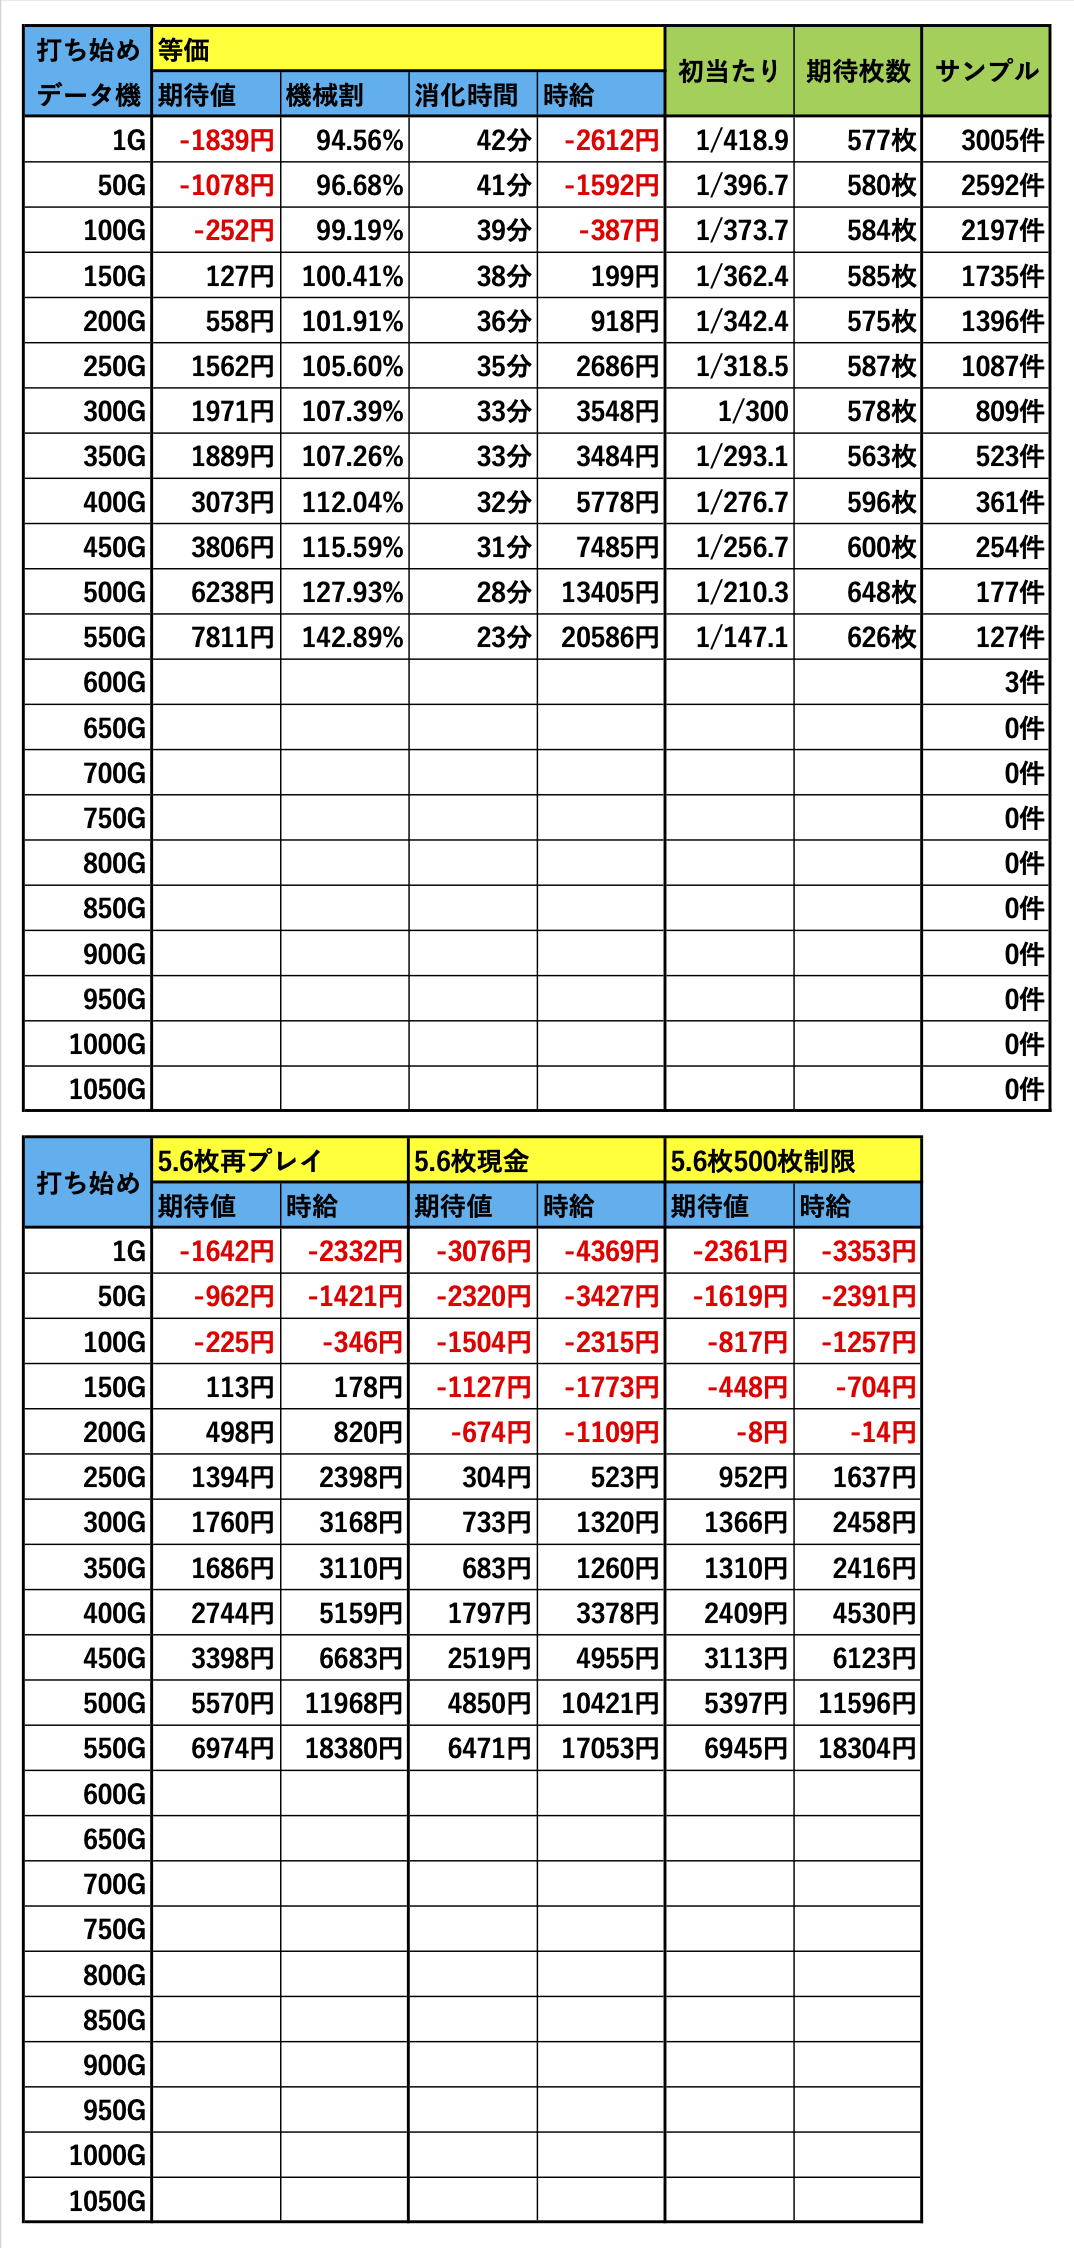 打ち始め 等価 初当たり 期待枚数 サンプル
データ機 期待値 機械割 消化時間 時給
1G -1839円 94.56% 42分 -2612円 1/418.9 577枚 3005件
50G -1078円 96.68% 41分 -1592円 1/396.7 580枚 2592件
100G -252円 99.19% 39分 -387円 1/373.7 584枚 2197件
150G 127円 100.41% 38分 199円 1/362.4 585枚 1735件
200G 558円 101.91% 36分 918円 1/342.4 575枚 1396件
250G 1562円 105.60% 35分 2686円 1/318.5 587枚 1087件
300G 1971円 107.39% 33分 3548円 1/300 578枚 809件
350G 1889円 107.26% 33分 3484円 1/293.1 563枚 523件
400G 3073円 112.04% 32分 5778円 1/276.7 596枚 361件
450G 3806円 115.59% 31分 7485円 1/256.7 600枚 254件
500G 6238円 127.93% 28分 13405円 1/210.3 648枚 177件
550G 7811円 142.89% 23分 20586円 1/147.1 626枚 127件
600G 3件
650G 0件
700G 0件
750G 0件
800G 0件
850G 0件
900G 0件
950G 0件
1000G 0件
1050G 0件
打ち始め 5.6枚再プレイ 5.6枚現金 5.6枚500枚制限
期待値 時給 期待値 時給 期待値 時給
1G -1642円 -2332円 -3076円 -4369円 -2361円 -3353円
50G -962円 -1421円 -2320円 -3427円 -1619円 -2391円
100G -225円 -346円 -1504円 -2315円 -817円 -1257円
150G 113円 178円 -1127円 -1773円 -448円 -704円
200G 498円 820円 -674円 -1109円 -8円 -14円
250G 1394円 2398円 304円 523円 952円 1637円
300G 1760円 3168円 733円 1320円 1366円 2458円
350G 1686円 3110円 683円 1260円 1310円 2416円
400G 2744円 5159円 1797円 3378円 2409円 4530円
450G 3398円 6683円 2519円 4955円 3113円 6123円
500G 5570円 11968円 4850円 10421円 5397円 11596円
550G 6974円 18380円 6471円 17053円 6945円 18304円
600G
650G
700G
750G
800G
850G
900G
950G
1000G
1050G